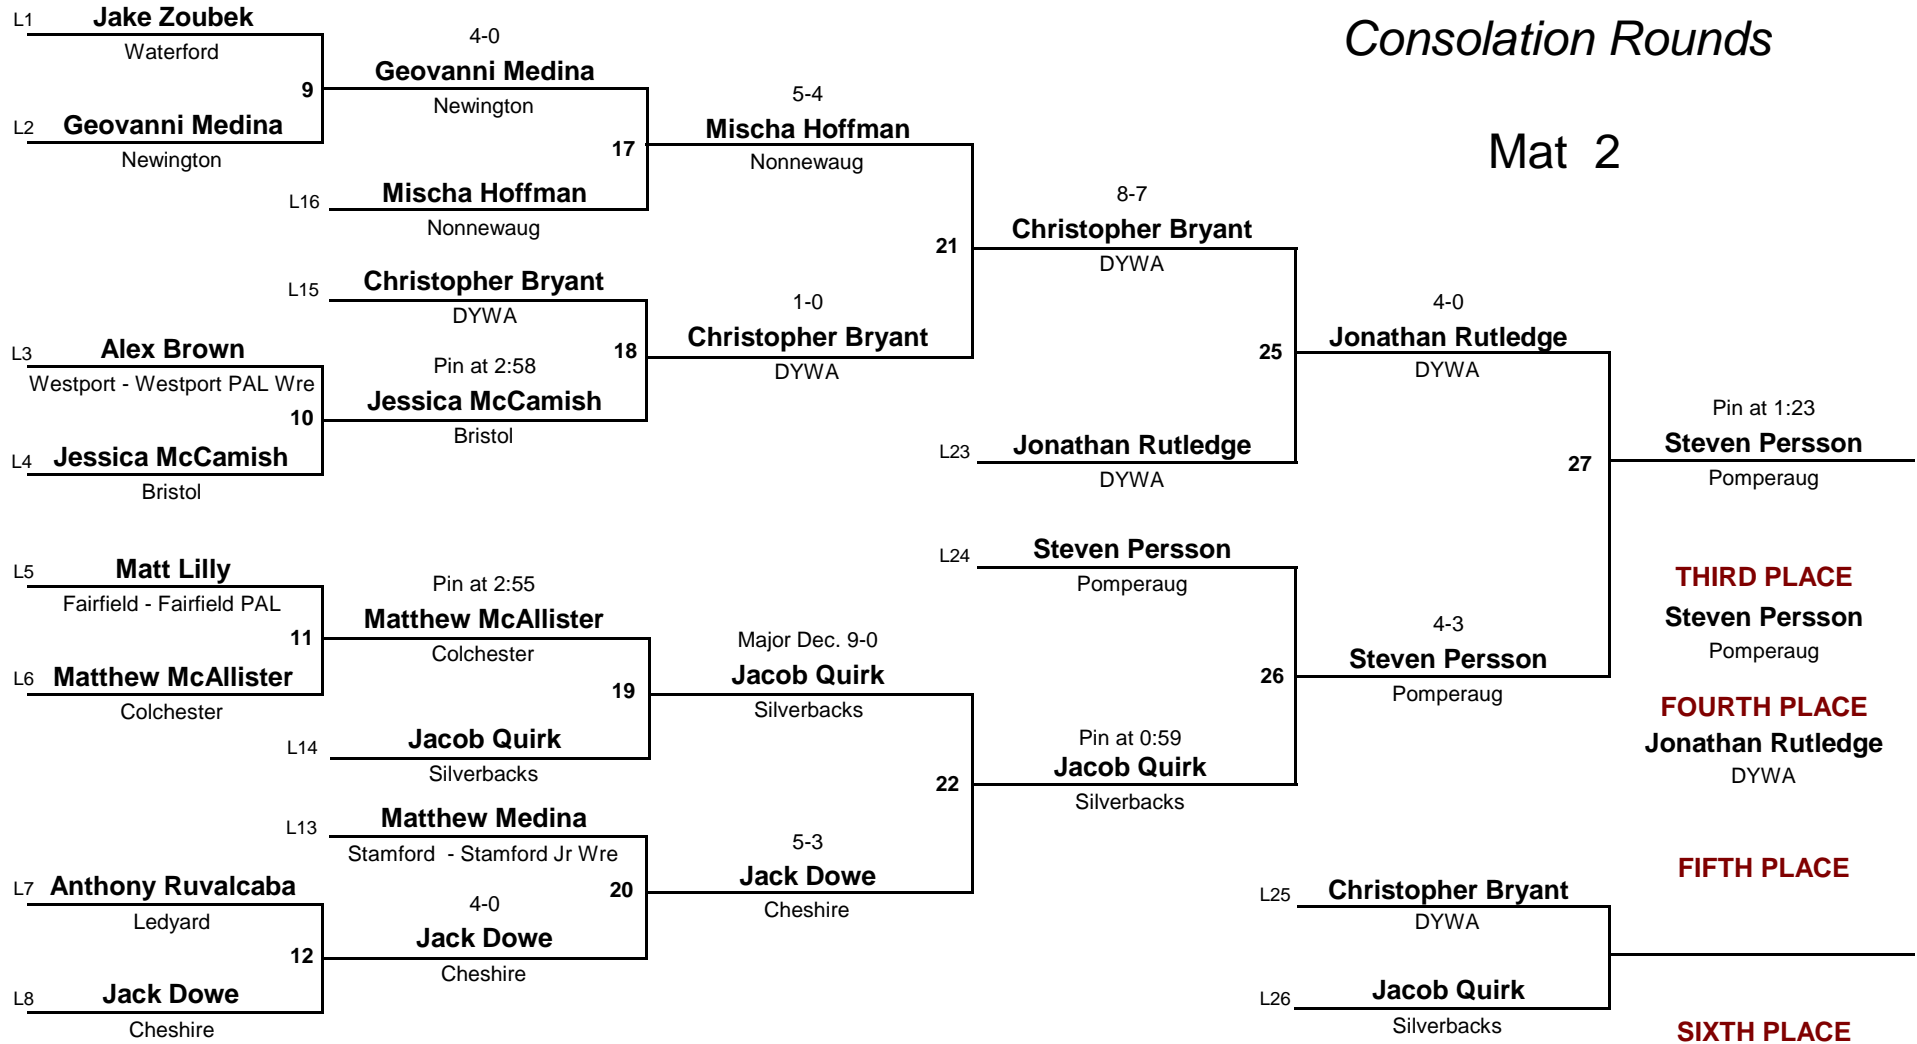 Consolation Rounds
Mat 2
L1 Jake Zoubek
Waterford
9
L2 Geovanni Medina
Newington
L3 Alex Brown
Westport - Westport PAL Wre
10
L4 Jessica McCamish
Bristol
L5 Matt Lilly
Fairfield - Fairfield PAL
11
L6 Matthew McAllister
Colchester
L7 Anthony Ruvalcaba
Ledyard
12
L8 Jack Dowe
Cheshire
4-0
Geovanni Medina
Newington
17
L16 Mischa Hoffman
Nonnewaug
L15 Christopher Bryant
DYWA
18
Pin at 2:58
Jessica McCamish
Bristol
Pin at 2:55
Matthew McAllister
Colchester
19
L14 Jacob Quirk
Silverbacks
L13 Matthew Medina
Stamford - Stamford Jr Wre
20
4-0
Jack Dowe
Cheshire
5-4
Mischa Hoffman
Nonnewaug
21
1-0
Christopher Bryant
DYWA
Major Dec. 9-0
Jacob Quirk
Silverbacks
22
5-3
Jack Dowe
Cheshire
8-7
Christopher Bryant
DYWA
25
L23 Jonathan Rutledge
DYWA
L24 Steven Persson
Pomperaug
26
Pin at 0:59
Jacob Quirk
Silverbacks
4-0
Jonathan Rutledge
DYWA
27
4-3
Steven Persson
Pomperaug
Pin at 1:23
Steven Persson
Pomperaug
THIRD PLACE
Steven Persson
Pomperaug
FOURTH PLACE
Jonathan Rutledge
DYWA
L25 Christopher Bryant
DYWA
L26 Jacob Quirk
Silverbacks
FIFTH PLACE
SIXTH PLACE